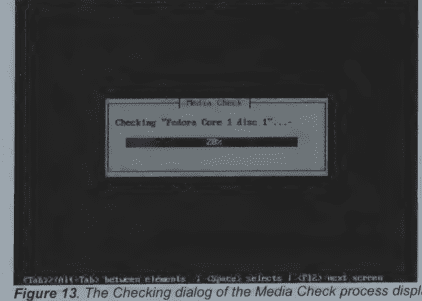 Media Check
Checking "Fedora Core 1 disc 1"...-
28%
<Tab>/<Alt-Tab> between elements | <Space> selects | <F12> next screen
Figure 13. The Checking dialog of the Media Check process displ